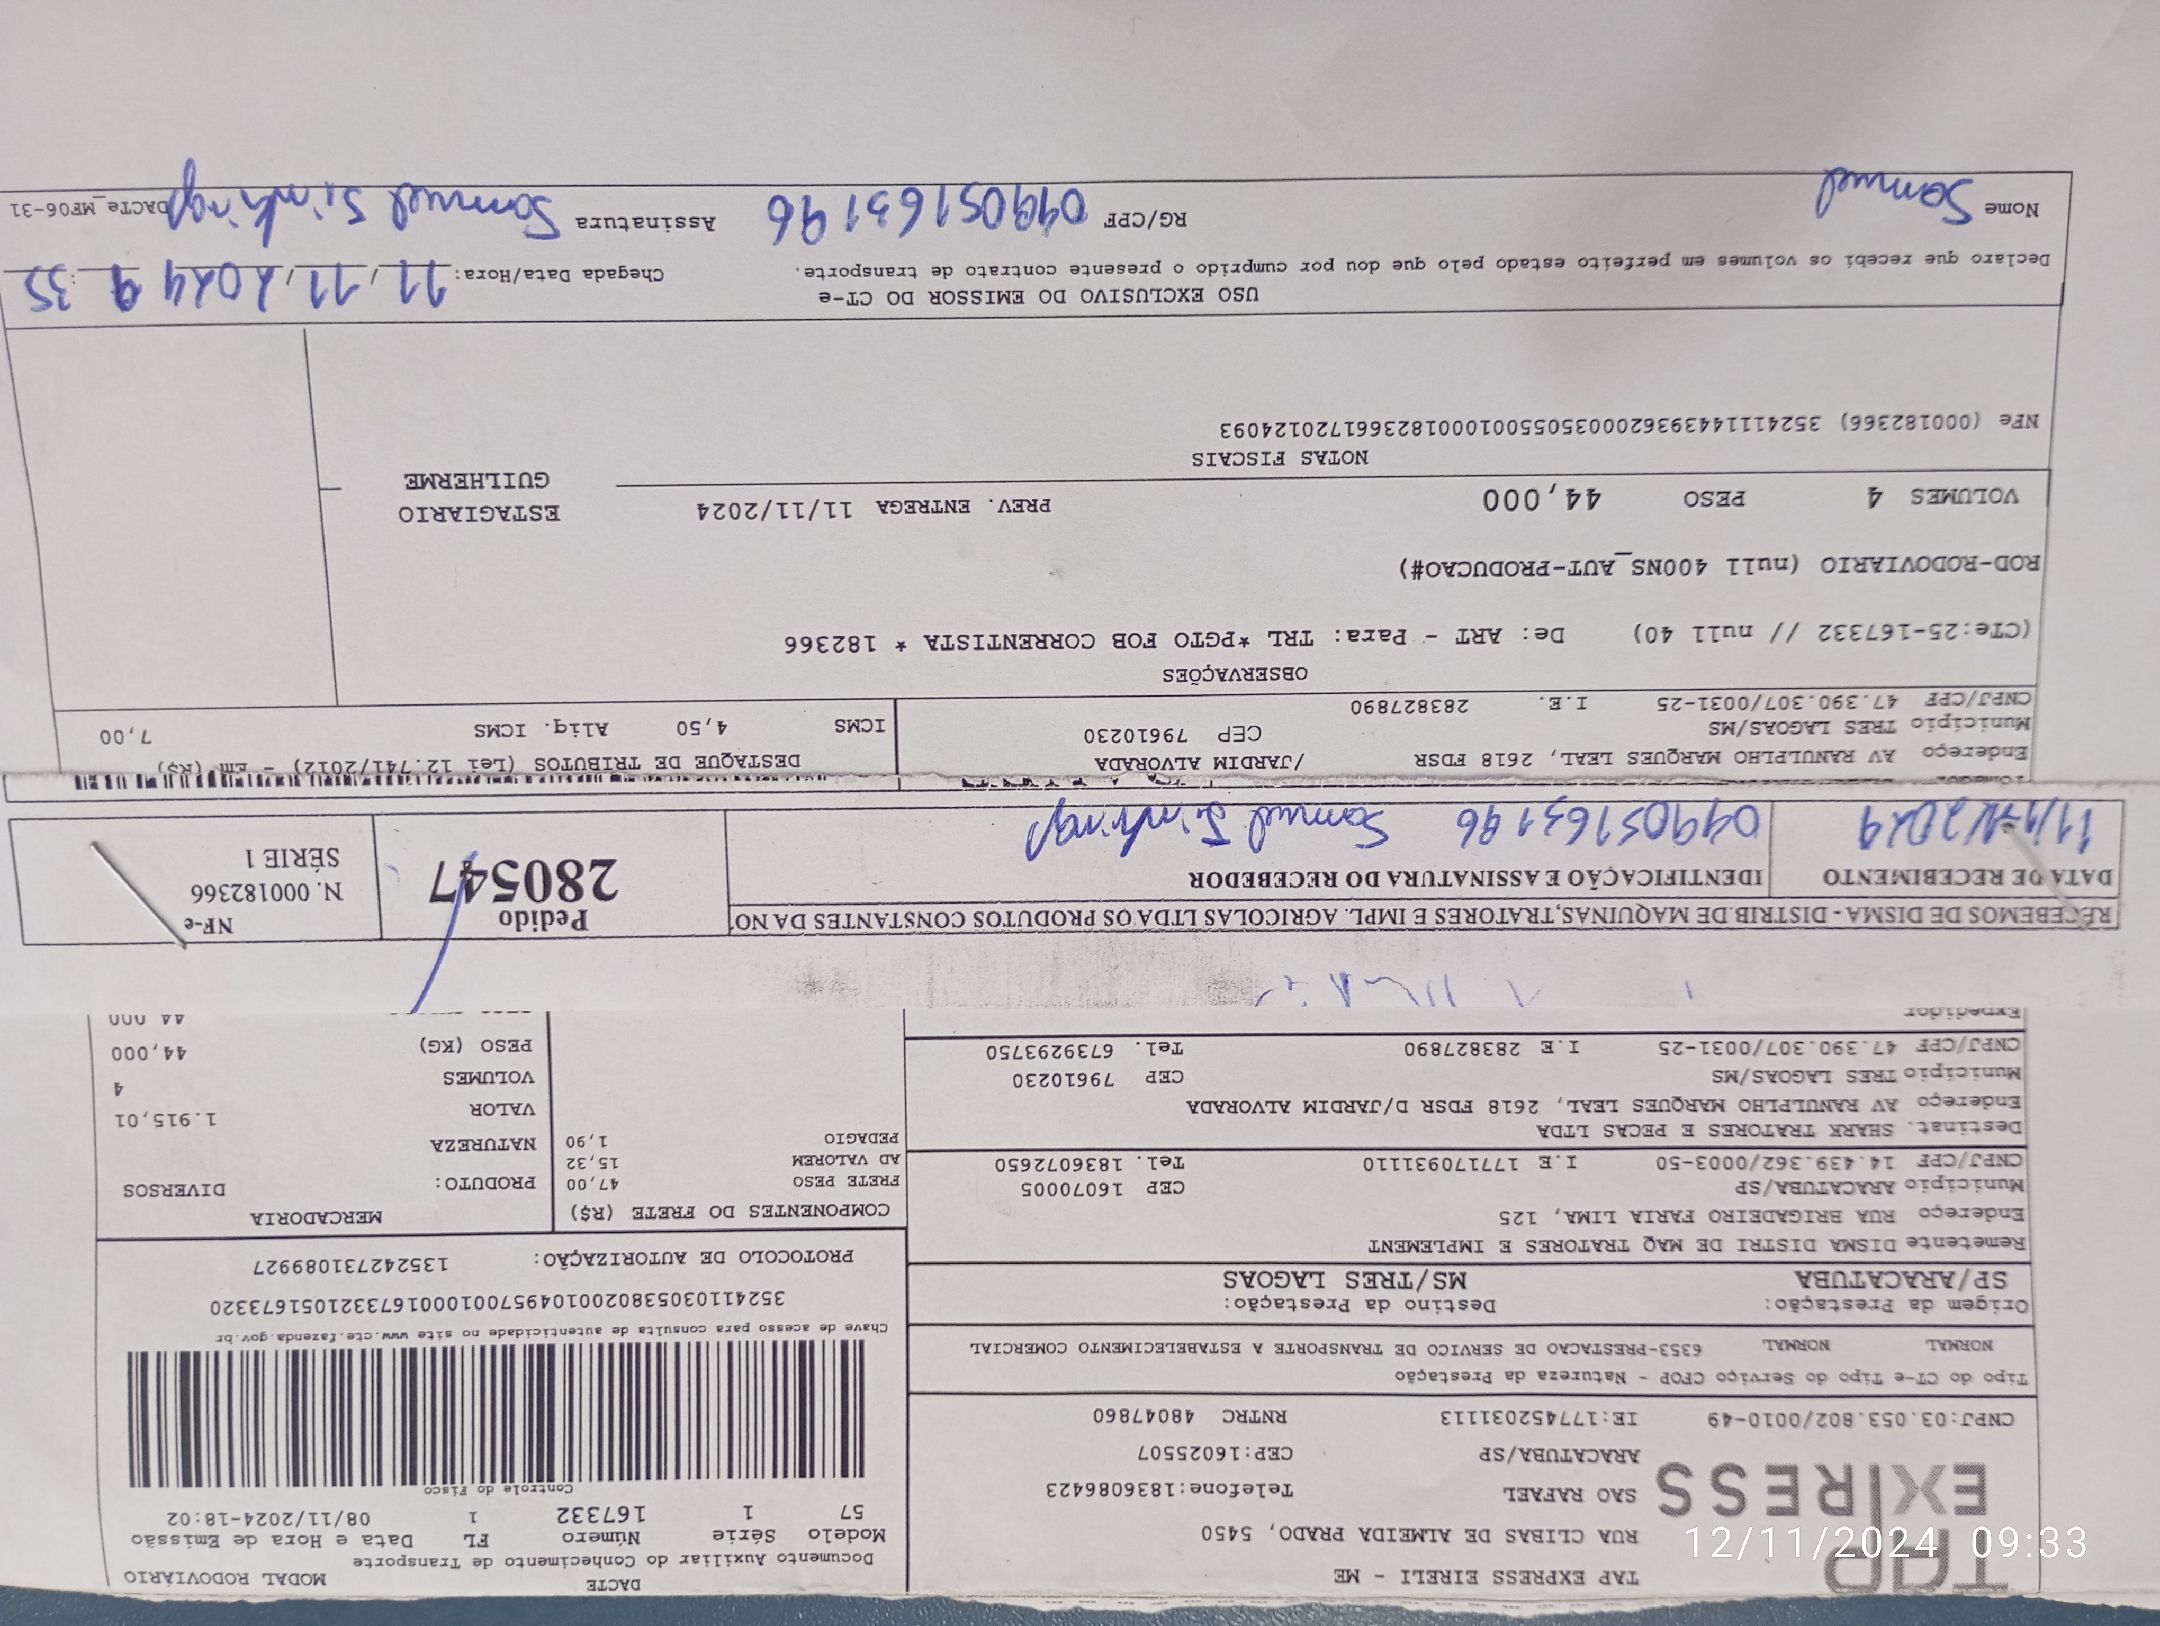 TAP EXPRESS EIRELI - ME
RUA CLIBAS DE ALMEIDA PRADO, 5450
SAO RAFAEL Telefone:1836086423
ARACATUBA/SP CEP:16025507
CNPJ:03.053.802/0010-49 IE:177452031113 RNTRC 48047860
TAP
EXPRESS
DACTE MODAL RODOVIÁRIO
Documento Auxiliar do Conhecimento de Transporte
Modelo Série Número FL Data e Hora de Emissão
57 1 167332 1 08/11/2024-18:02
Controle do Fisco
Chave de acesso para consulta de autenticidade no site www.cte.fazenda.gov.br
35241103053802001049570010001673321051673320
PROTOCOLO DE AUTORIZAÇÃO: 135242731089927
Tipo do CT-e Tipo do Serviço CFOP - Natureza da Prestação
NORMAL NORMAL 6353-PRESTACAO DE SERVICO DE TRANSPORTE A ESTABELECIMENTO COMERCIAL
Origem da Prestação: Destino da Prestação:
SP/ARACATUBA MS/TRES LAGOAS
Remetente DISMA DISTRI DE MAQ TRATORES E IMPLEMENT
Endereço RUA BRIGADEIRO FARIA LIMA, 125
Município ARACATUBA/SP CEP 16070005
CNPJ/CPF 14.439.362/0003-50 I.E 177170931110 Tel. 1836072650
Destinat. SHARK TRATORES E PECAS LTDA
Endereço AV RANULPLHO MARQUES LEAL, 2618 FDSR D/JARDIM ALVORADA
Município TRES LAGOAS/MS CEP 79610230
CNPJ/CPF 47.390.307/0031-25 I.E 283827890 Tel. 6739293750
Expedidor
COMPONENTES DO FRETE (R$)
FRETE PESO 47,00
AD VALOREM 15,32
PEDAGIO 1,90
MERCADORIA
PRODUTO: DIVERSOS
NATUREZA
VALOR 1.915,01
VOLUMES 4
PESO (KG) 44,000
44 000
RECEBEMOS DE DISMA - DISTRIB.DE MAQUINAS,TRATORES E IMPL. AGRICOLAS LTDA OS PRODUTOS CONSTANTES DA NO
DATA DE RECEBIMENTO IDENTIFICAÇÃO E ASSINATURA DO RECEBEDOR
11/11/2024 04905163196 Samuel
Pedido
280547
NF-e
N. 000182366
SÉRIE 1
Endereço AV RANULPLHO MARQUES LEAL, 2618 FDSR /JARDIM ALVORADA
Município TRES LAGOAS/MS CEP 79610230
CNPJ/CPF 47.390.307/0031-25 I.E. 283827890
DESTAQUE DE TRIBUTOS (Lei 12.741/2012) - Em (R$)
ICMS 4,50 Aliq. ICMS 7,00
OBSERVAÇÕES
(CTe:25-167332 // null 40) De: ART - Para: TRL *PGTO FOB CORRENTISTA * 182366
ROD-RODOVIARIO (null 400NS_AUT-PRODUCAO#)
VOLUMES 4 PESO 44,000 PREV. ENTREGA 11/11/2024
ESTAGIARIO
GUILHERME
NOTAS FISCAIS
NFe (000182366) 35241114439362000350550010001823661720124093
USO EXCLUSIVO DO EMISSOR DO CT-e
Declaro que recebi os volumes em perfeito estado pelo que dou por cumprido o presente contrato de transporte.
Chegada Data/Hora: 11/11/2024 9:35
Nome Samuel RG/CPF 04905163196 Assinatura Samuel
DACTe_MF06-31
12/11/2024 09:33